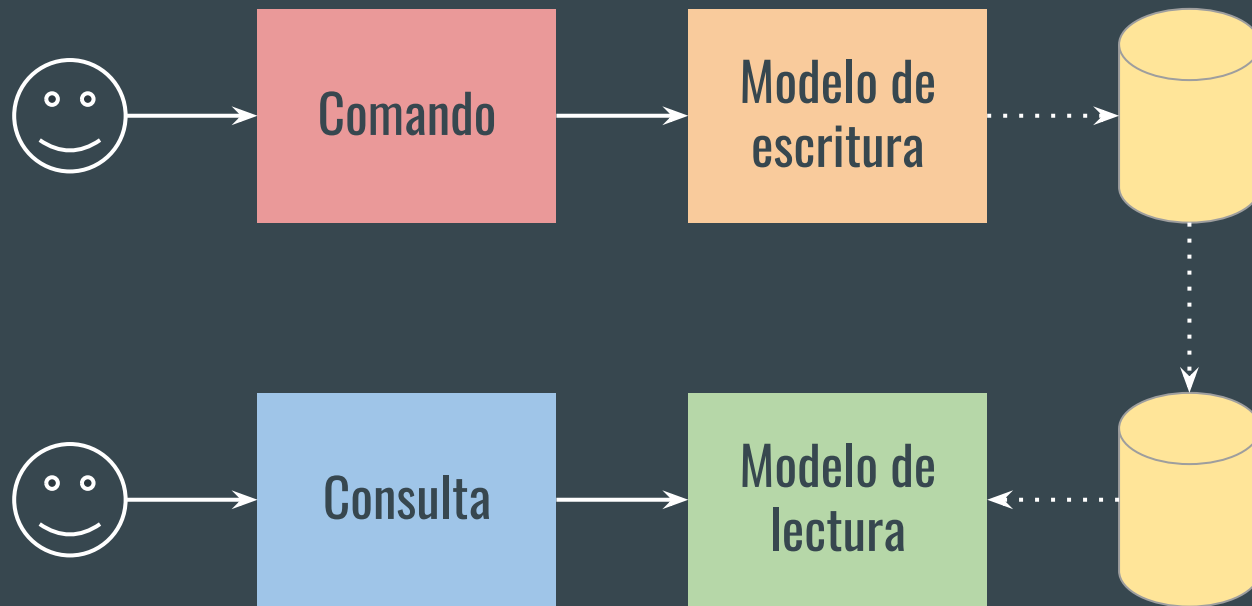 Comando
Modelo de
escritura
Consulta
Modelo de
lectura